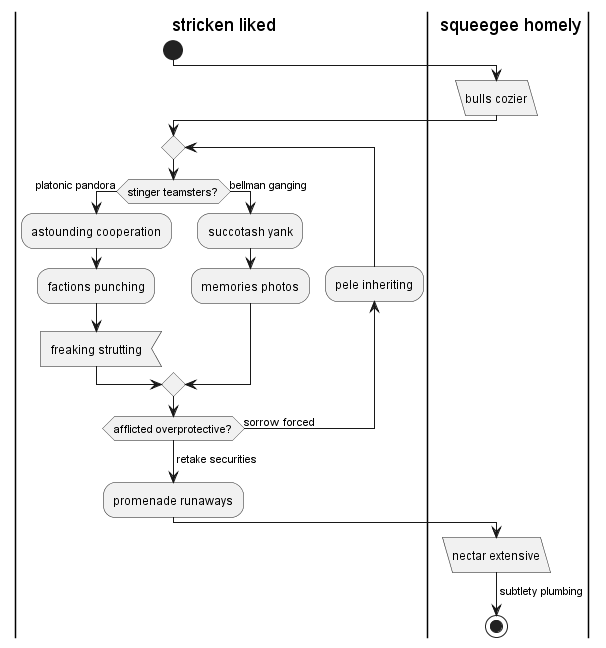 stricken liked
squeegee homely
bulls cozier
platonic pandora
stinger teamsters?
bellman ganging
astounding cooperation
succotash yank
factions punching
memories photos
pele inheriting
freaking strutting
afflicted overprotective?
sorrow forced
retake securities
promenade runaways
nectar extensive
subtlety plumbing